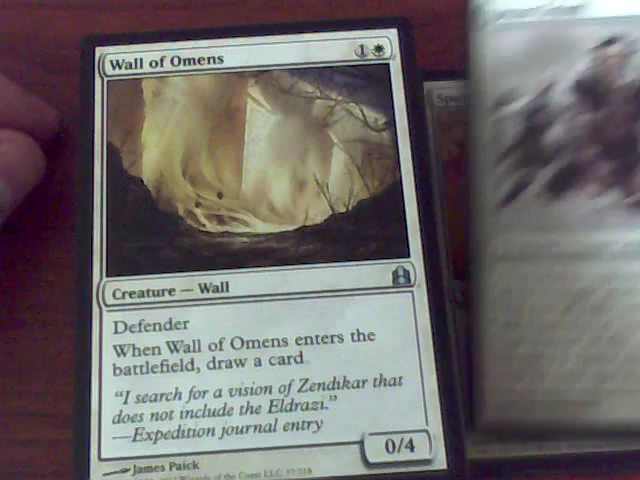 Wall of Omens
1
Creature — Wall
Defender
When Wall of Omens enters the
battlefield, draw a card
"I search for a vision of Zendikar that
does not include the Eldrazi."
—Expedition journal entry
0/4
James Paick
Wizards of the Coast LLC